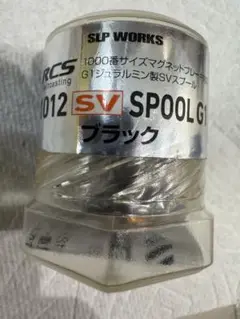 SLP WORKS
RCS
1000番サイズマグネットブレーキ
G1ジュラルミン製SVスプール
012 SV SPOOL G1
ブラック